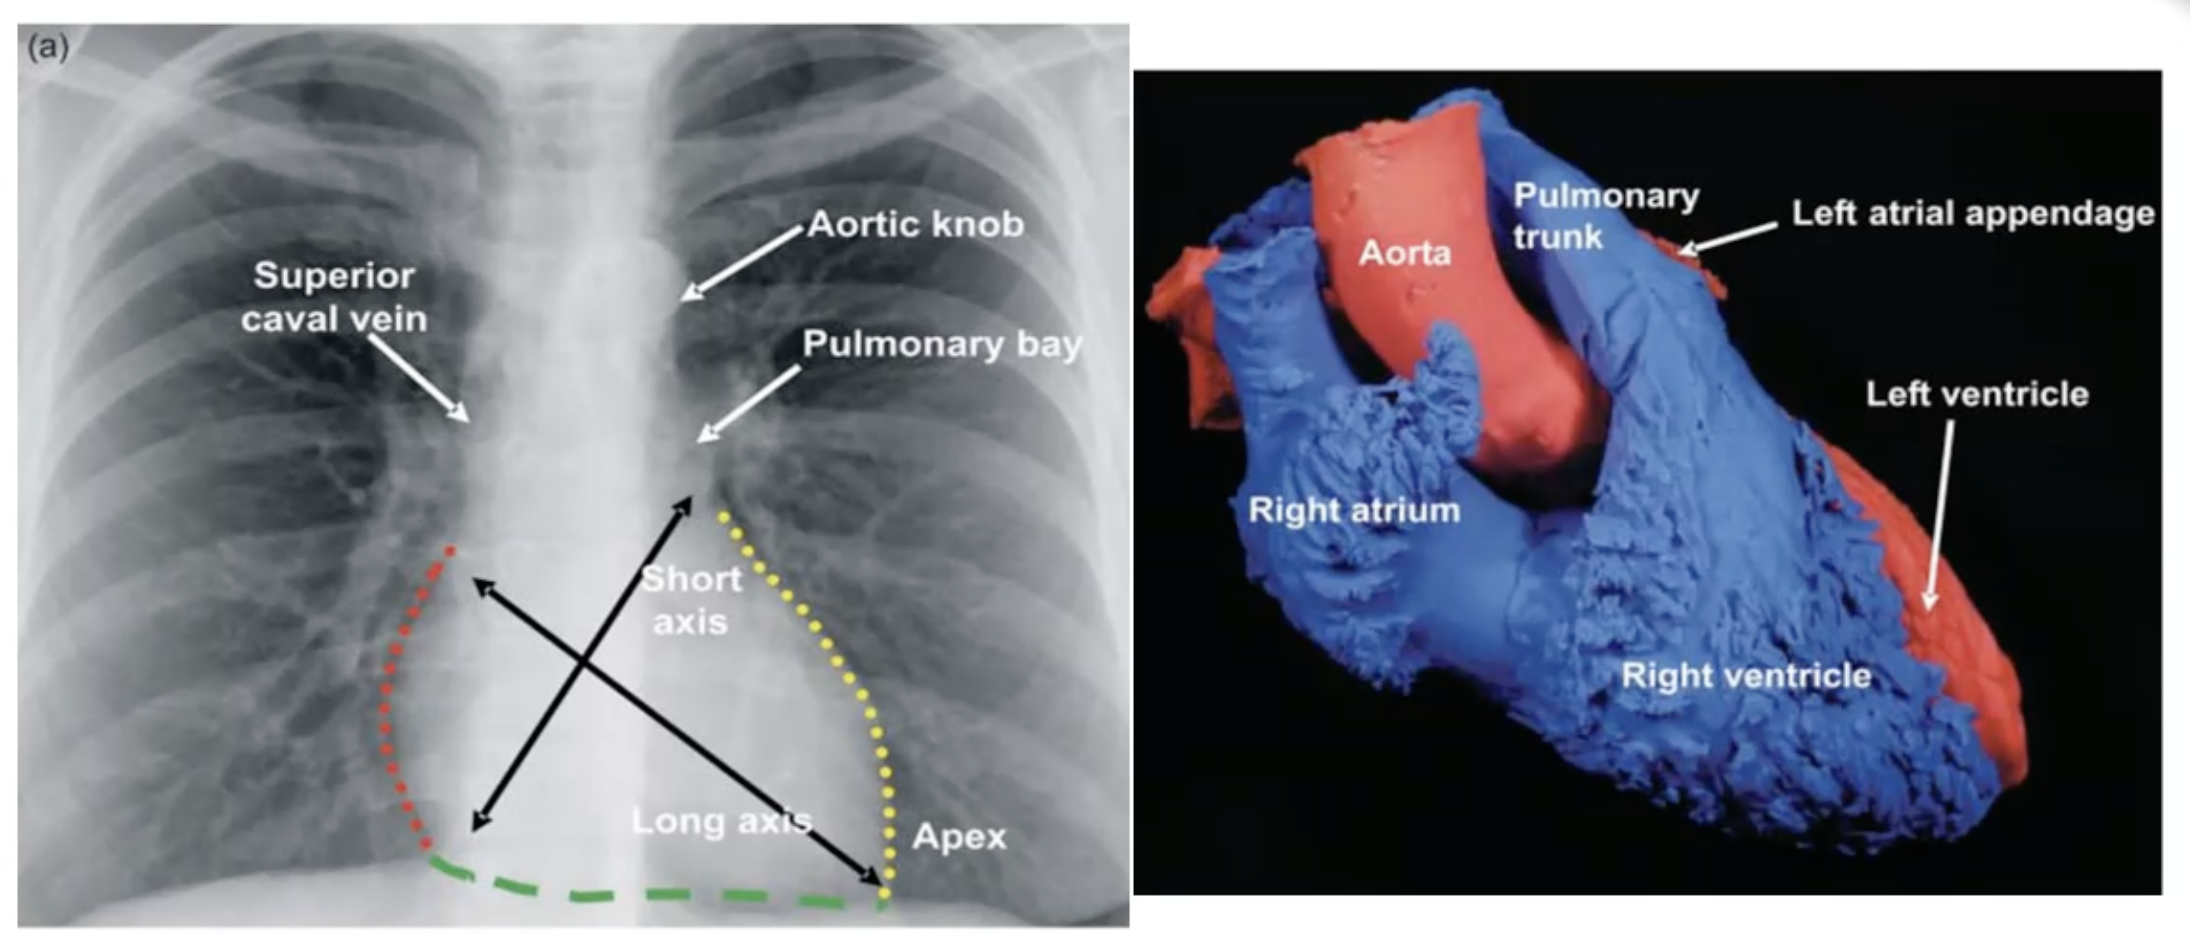 (a)
Aortic knob
Superior
caval vein
Pulmonary bay
Short
axis
Long axis
Apex
Pulmonary
trunk
Left atrial appendage
Aorta
Left ventricle
Right atrium
Right ventricle